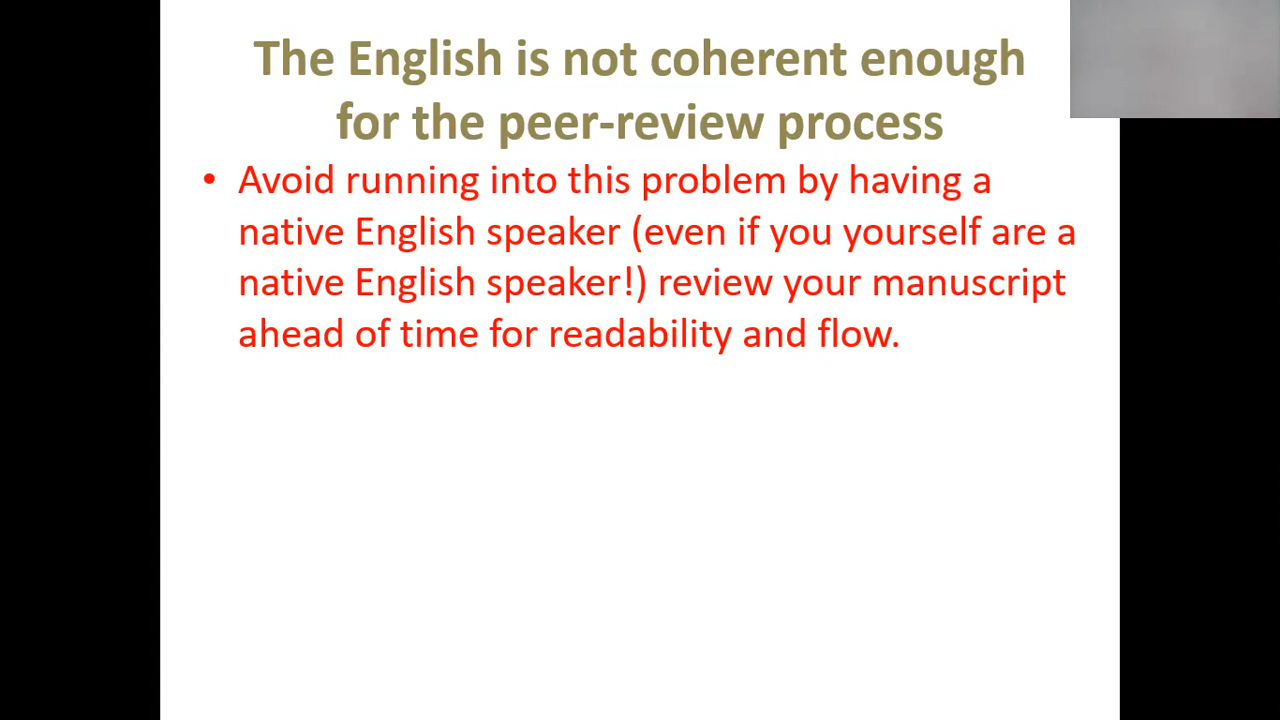 The English is not coherent enough
for the peer-review process
• Avoid running into this problem by having a
native English speaker (even if you yourself are a
native English speaker!) review your manuscript
ahead of time for readability and flow.